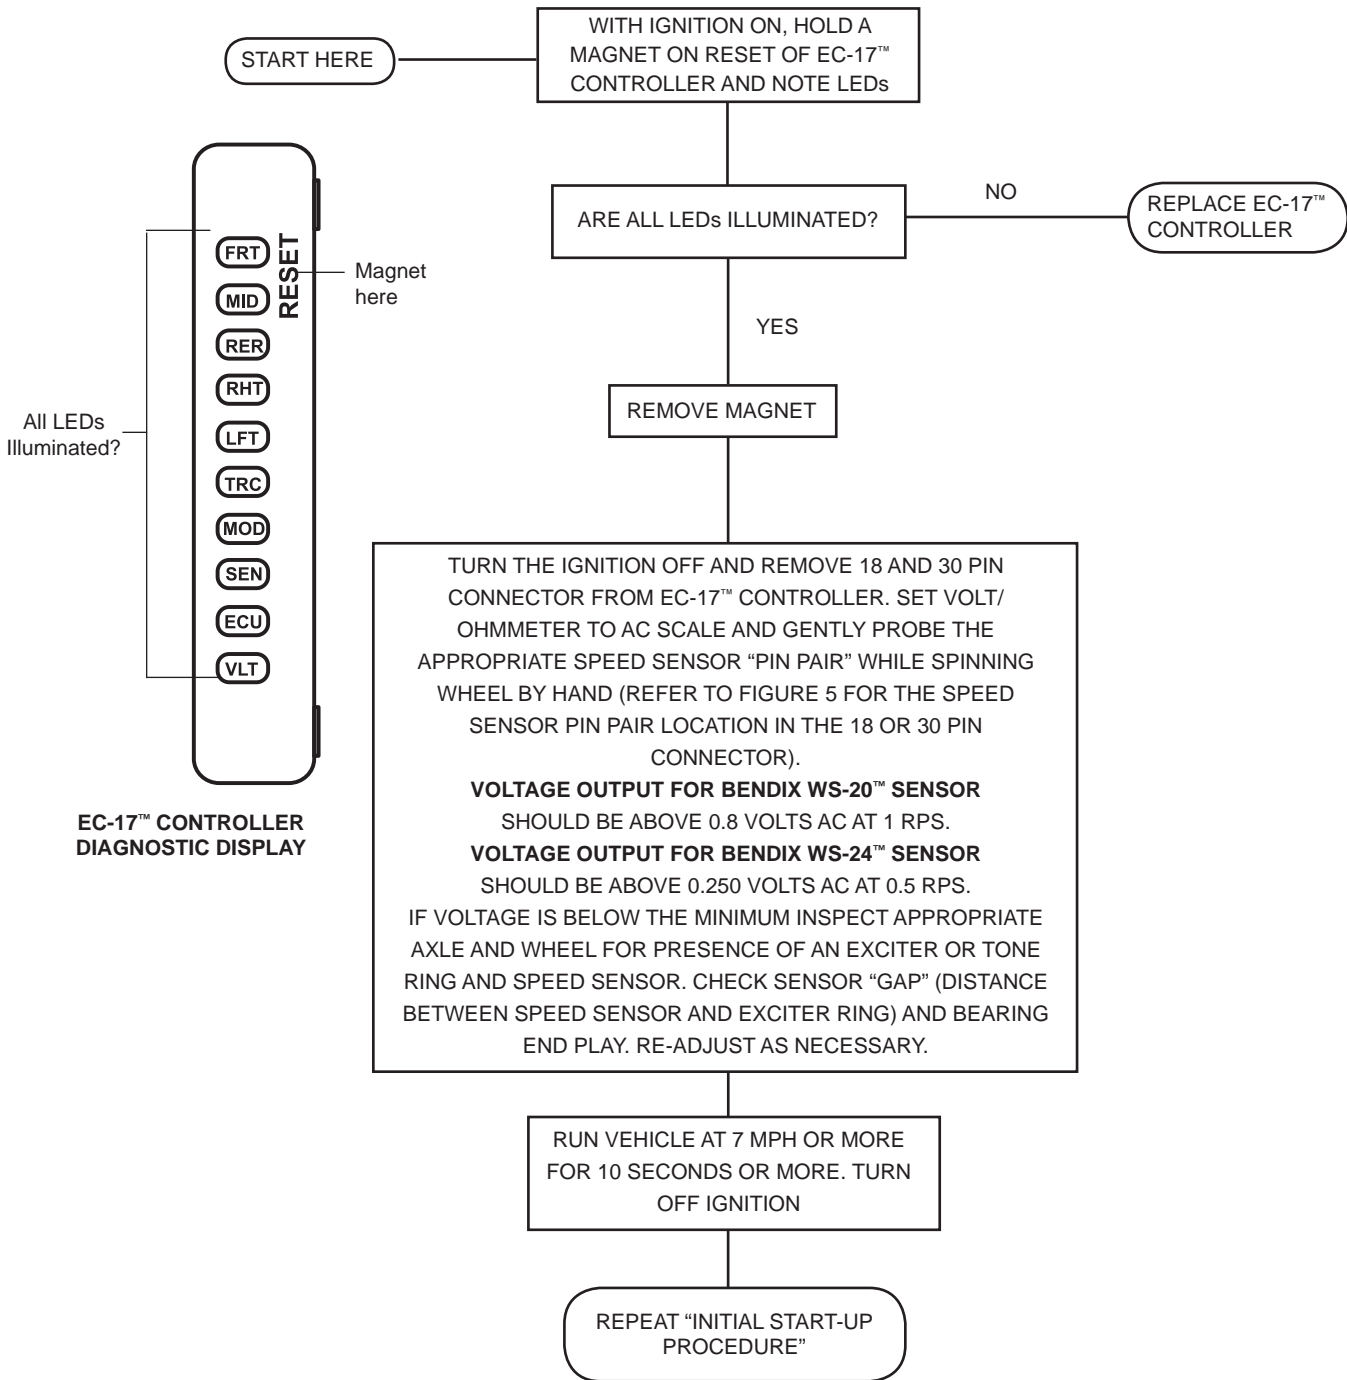 START HERE
WITH IGNITION ON, HOLD A
MAGNET ON RESET OF EC-17™
CONTROLLER AND NOTE LEDs
ARE ALL LEDs ILLUMINATED?
NO
REPLACE EC-17™
CONTROLLER
YES
REMOVE MAGNET
FRT
MID
RER
RHT
LFT
TRC
MOD
SEN
ECU
VLT
RESET
Magnet
here
All LEDs
Illuminated?
EC-17™ CONTROLLER
DIAGNOSTIC DISPLAY
TURN THE IGNITION OFF AND REMOVE 18 AND 30 PIN
CONNECTOR FROM EC-17™ CONTROLLER. SET VOLT/
OHMMETER TO AC SCALE AND GENTLY PROBE THE
APPROPRIATE SPEED SENSOR “PIN PAIR” WHILE SPINNING
WHEEL BY HAND (REFER TO FIGURE 5 FOR THE SPEED
SENSOR PIN PAIR LOCATION IN THE 18 OR 30 PIN
CONNECTOR).
VOLTAGE OUTPUT FOR BENDIX WS-20™ SENSOR
SHOULD BE ABOVE 0.8 VOLTS AC AT 1 RPS.
VOLTAGE OUTPUT FOR BENDIX WS-24™ SENSOR
SHOULD BE ABOVE 0.250 VOLTS AC AT 0.5 RPS.
IF VOLTAGE IS BELOW THE MINIMUM INSPECT APPROPRIATE
AXLE AND WHEEL FOR PRESENCE OF AN EXCITER OR TONE
RING AND SPEED SENSOR. CHECK SENSOR “GAP” (DISTANCE
BETWEEN SPEED SENSOR AND EXCITER RING) AND BEARING
END PLAY. RE-ADJUST AS NECESSARY.
RUN VEHICLE AT 7 MPH OR MORE
FOR 10 SECONDS OR MORE. TURN
OFF IGNITION
REPEAT “INITIAL START-UP
PROCEDURE”